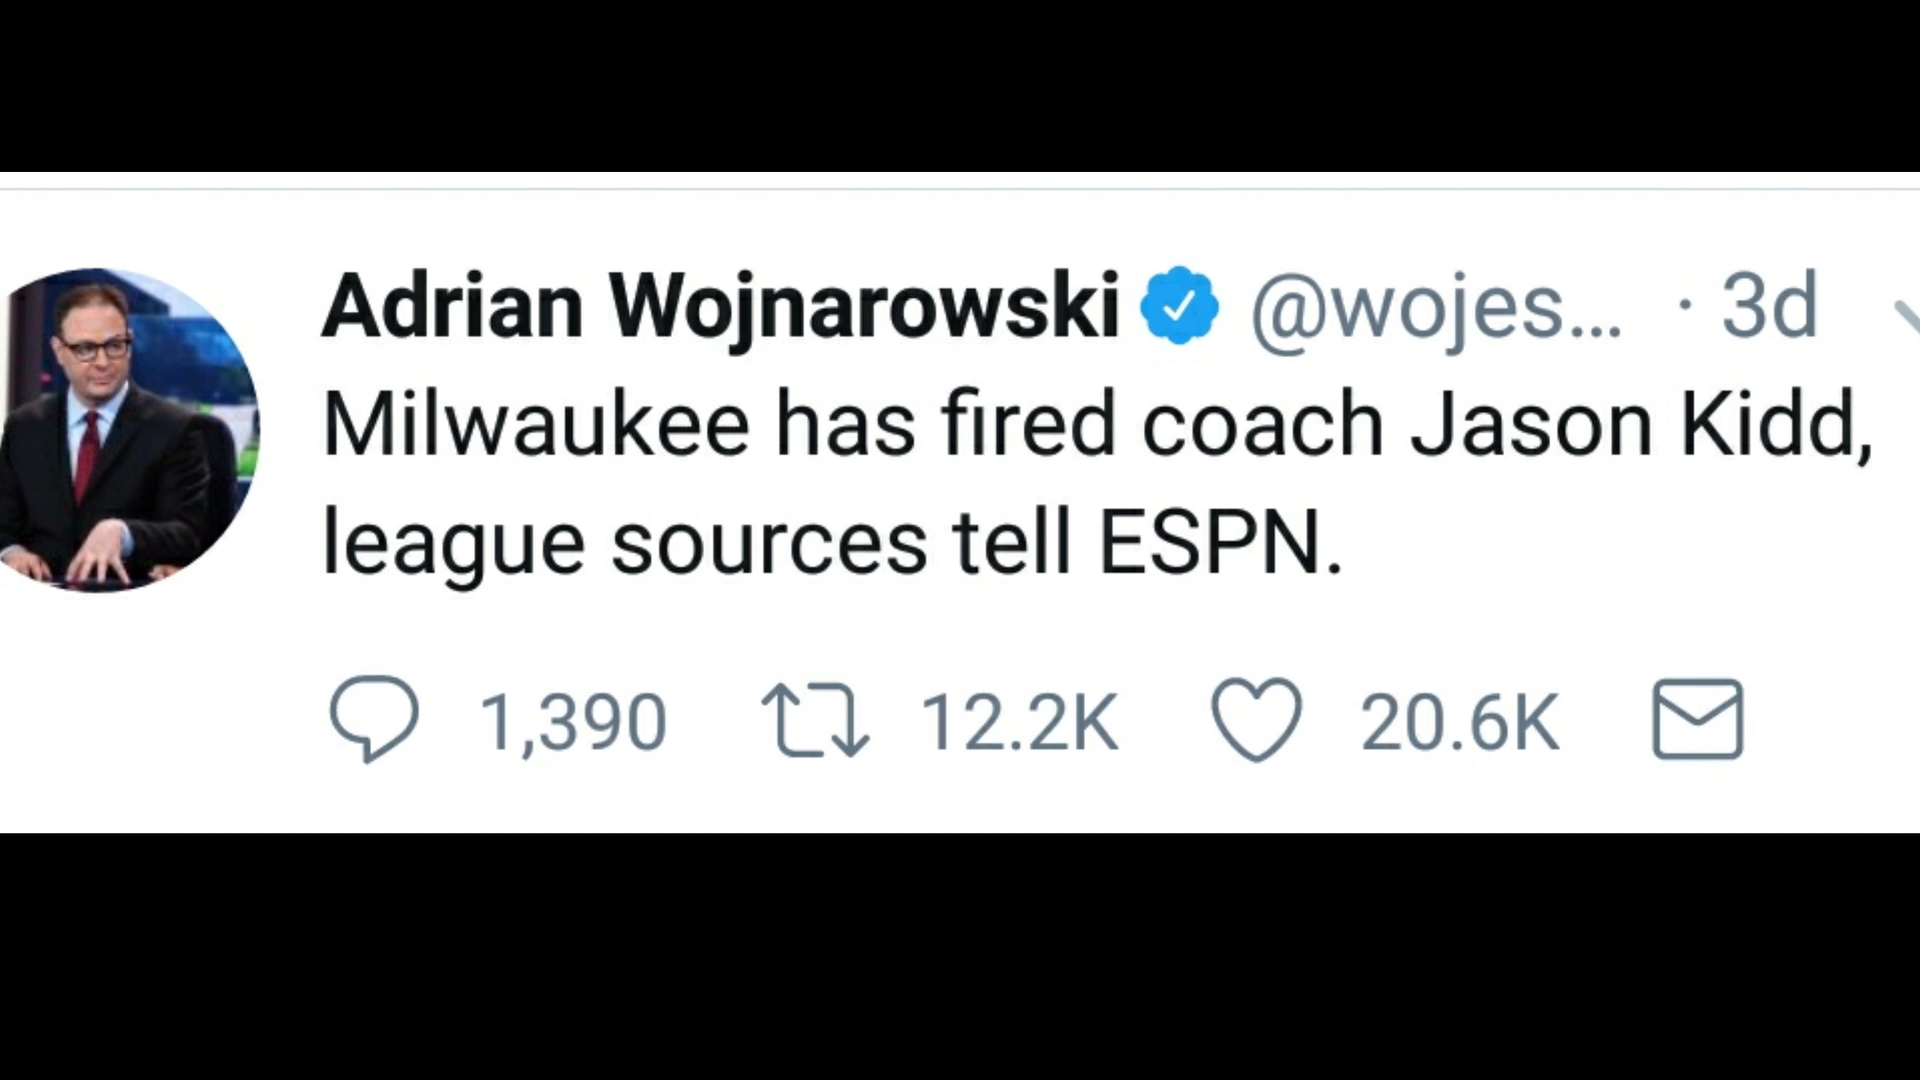 Adrian Wojnarowski @wojes... · 3d
Milwaukee has fired coach Jason Kidd,
league sources tell ESPN.
1,390 12.2K 20.6K